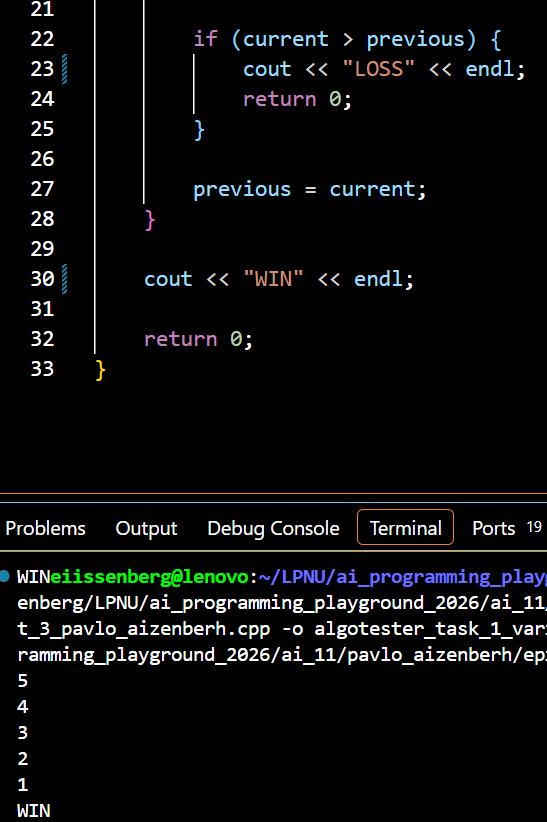 21
22 if (current > previous) {
23 cout << "LOSS" << endl;
24 return 0;
25 }
26
27 previous = current;
28 }
29
30 cout << "WIN" << endl;
31
32 return 0;
33 }
Problems Output Debug Console Terminal Ports 19
WINeiissenberg@lenovo:~/LPNU/ai_programming_playg
enberg/LPNU/ai_programming_playground_2026/ai_11/
t_3_pavlo_aizenberh.cpp -o algotester_task_1_vari
ramming_playground_2026/ai_11/pavlo_aizenberh/epi
5
4
3
2
1
WIN